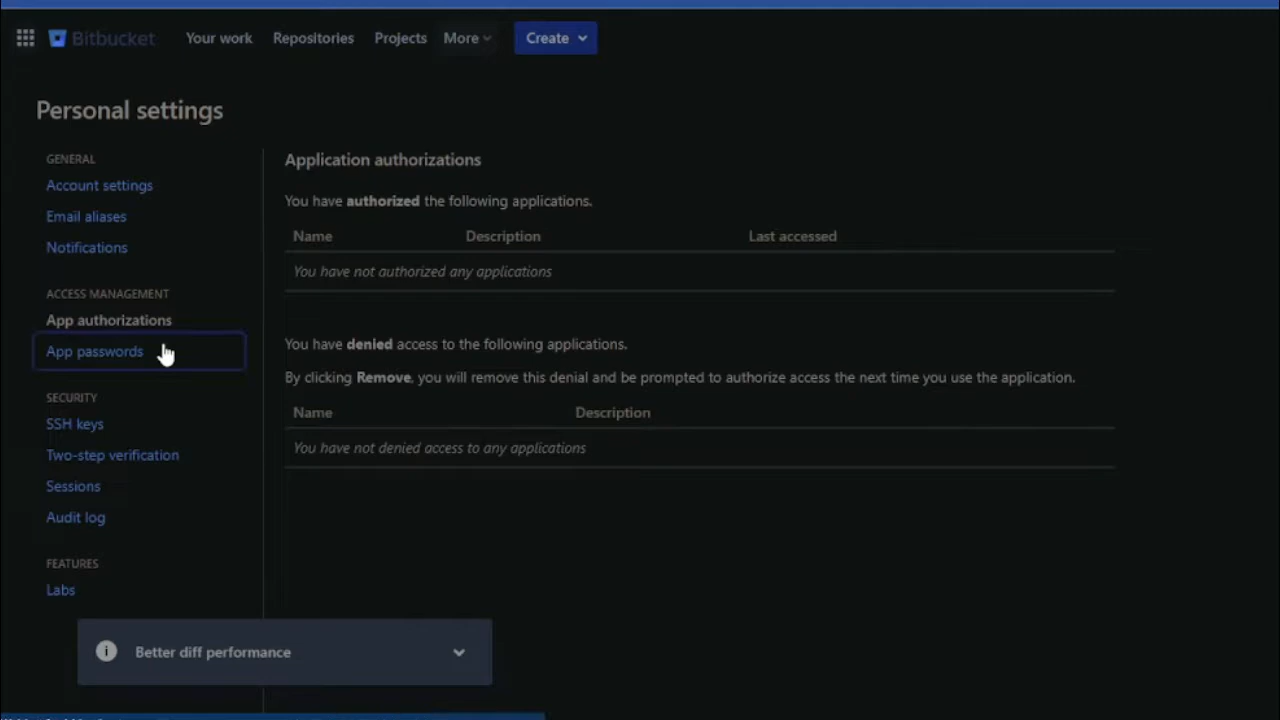 Bitbucket Your work Repositories Projects More Create
Personal settings
GENERAL
Account settings
Email aliases
Notifications
ACCESS MANAGEMENT
App authorizations
App passwords
SECURITY
SSH keys
Two-step verification
Sessions
Audit log
FEATURES
Labs
Application authorizations
You have authorized the following applications.
Name Description Last accessed
You have not authorized any applications
You have denied access to the following applications.
By clicking Remove, you will remove this denial and be prompted to authorize access the next time you use the application.
Name Description
You have not denied access to any applications
Better diff performance